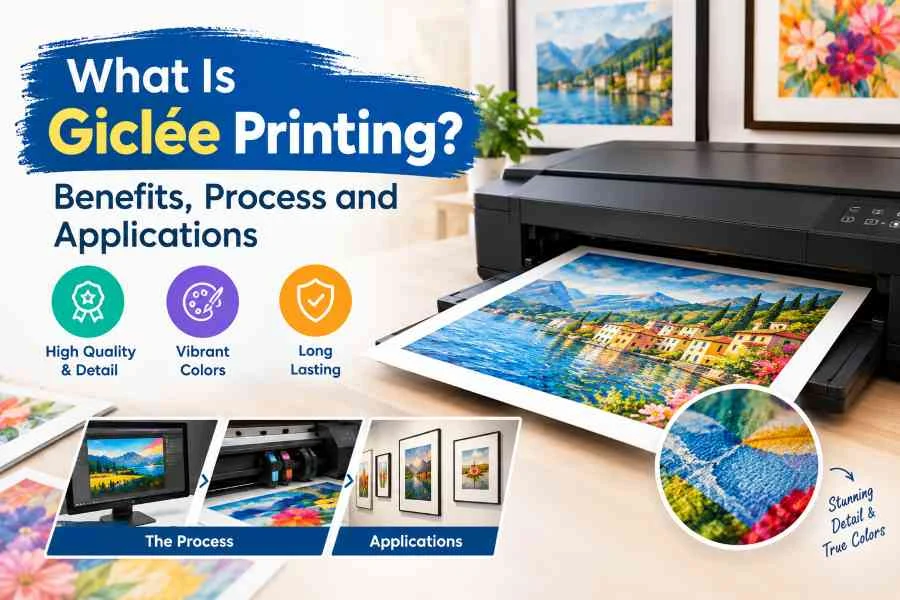 What Is
Giclée Printing?
Benefits, Process and
Applications
High Quality
& Detail
Vibrant
Colors
Long
Lasting
The Process
Applications
Stunning
Detail &
True Colors